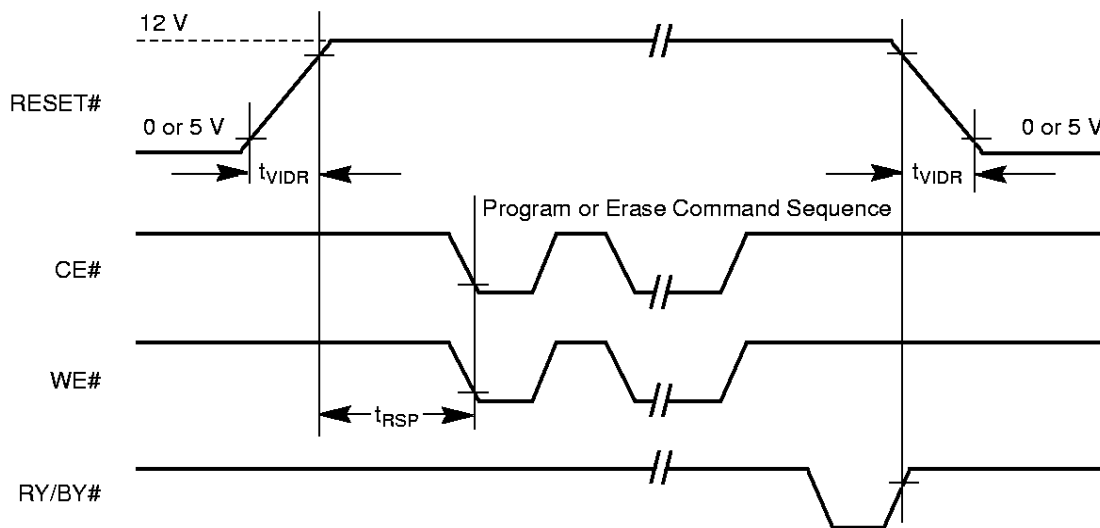 12 V
RESET#
0 or 5 V
0 or 5 V
tVIDR
tVIDR
Program or Erase Command Sequence
CE#
WE#
tRSP
RY/BY#